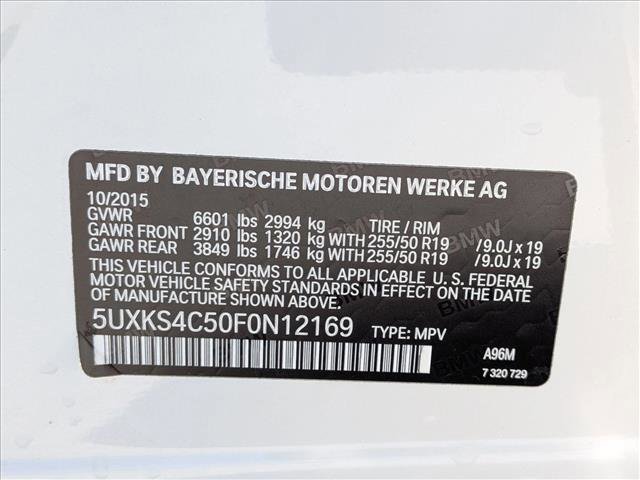 MFD BY BAYERISCHE MOTOREN WERKE AG
10/2015
GVWR 6601 lbs 2994 kg TIRE / RIM
GAWR FRONT 2910 lbs 1320 kg WITH 255/50 R19 /9.0J x 19
GAWR REAR 3849 lbs 1746 kg WITH 255/50 R19 /9.0J x 19
THIS VEHICLE CONFORMS TO ALL APPLICABLE U. S. FEDERAL
MOTOR VEHICLE SAFETY STANDARDS IN EFFECT ON THE
DATE OF MANUFACTURE SHOWN ABOVE.
5UXKS4C50F0N12169 TYPE: MPV
A96M
7 320 729